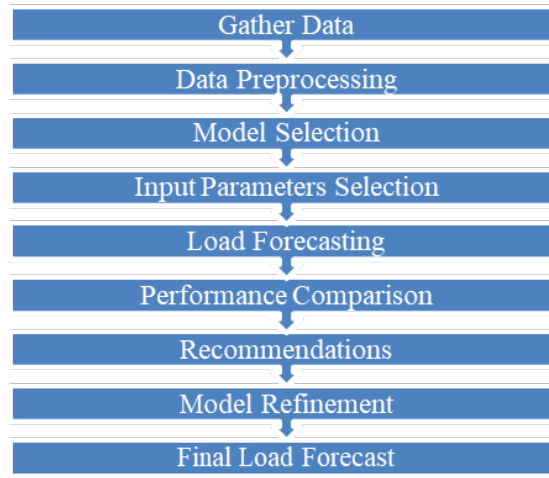 Gather Data
Data Preprocessing
Model Selection
Input Parameters Selection
Load Forecasting
Performance Comparison
Recommendations
Model Refinement
Final Load Forecast